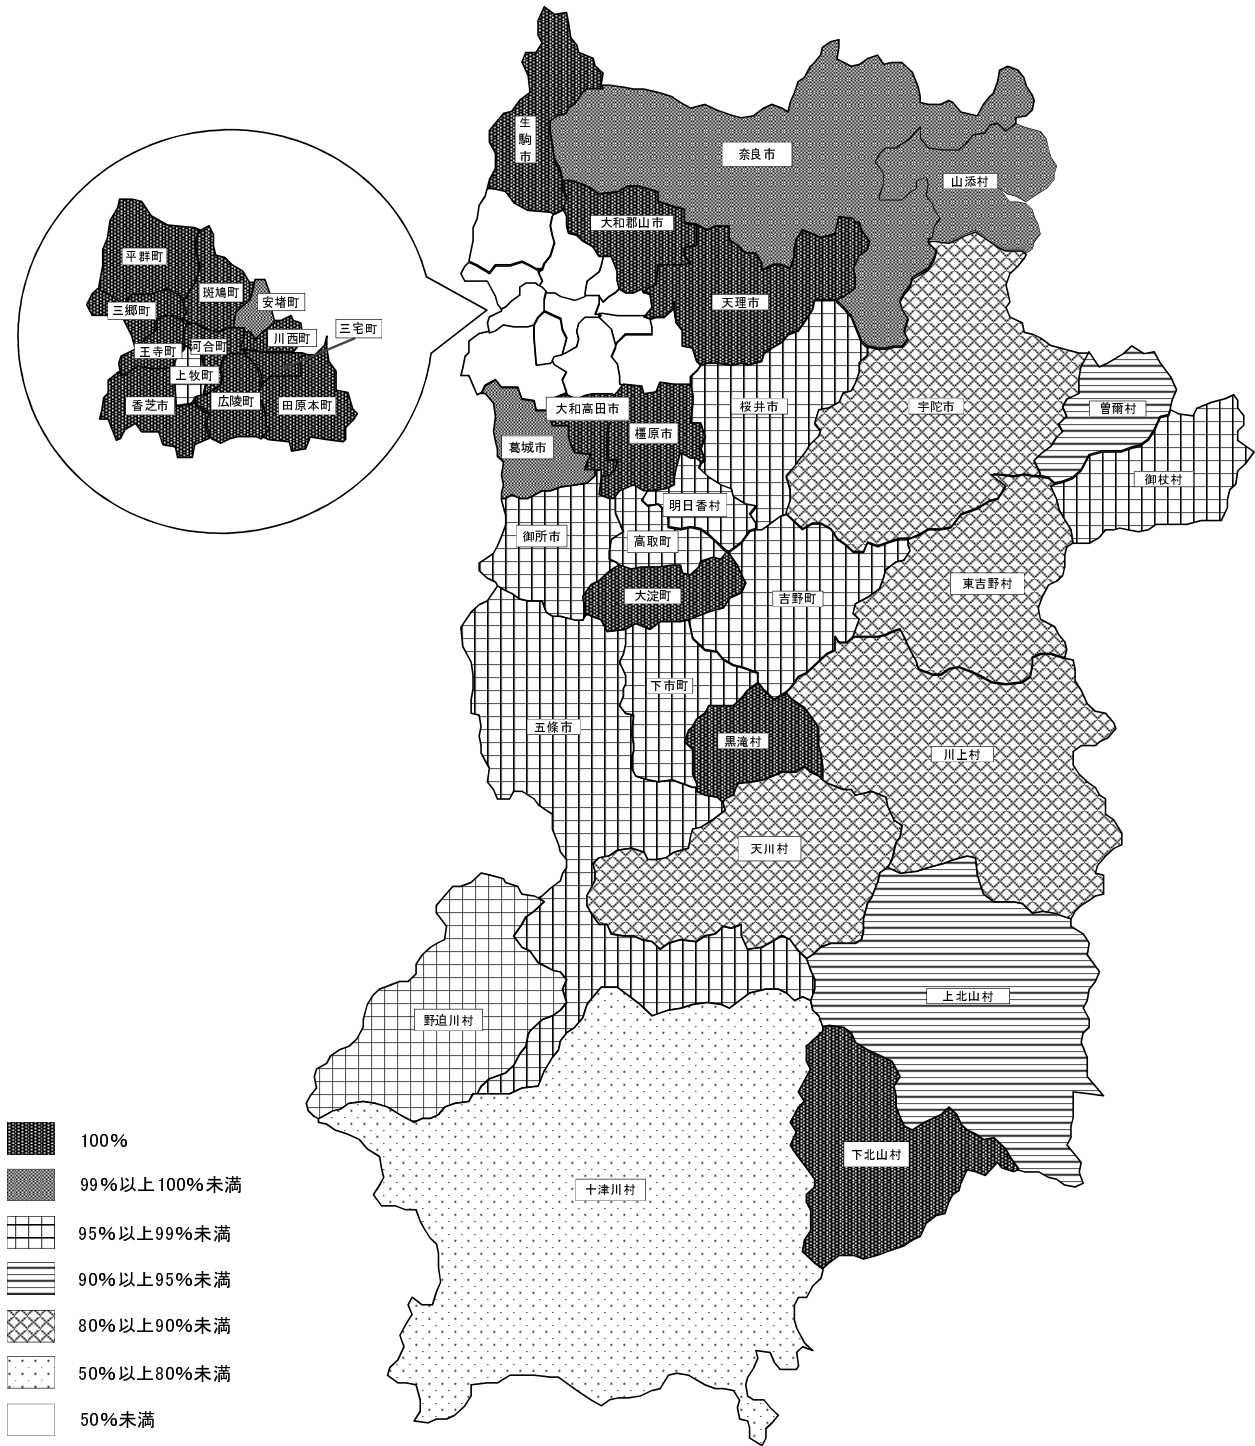 生駒市
奈良市
山添村
大和郡山市
平群町
斑鳩町
安堵町
天理市
三郷町
三宅町
川西町
王寺町
河合町
上牧町
広陵町
香芝市
田原本町
大和高田市
桜井市
宇陀市
曽爾村
橿原市
葛城市
御杖村
明日香村
御所市
高取町
東吉野村
大淀町
吉野町
下市町
五條市
黒滝村
川上村
天川村
上北山村
野迫川村
下北山村
十津川村
100%
99%以上100%未満
95%以上99%未満
90%以上95%未満
80%以上90%未満
50%以上80%未満
50%未満